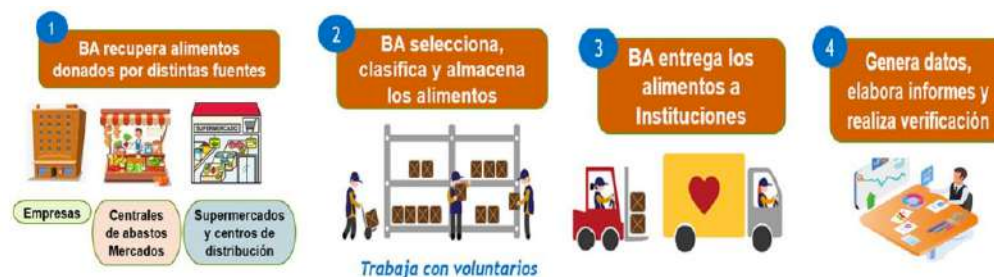 1
BA recupera alimentos
donados por distintas fuentes
SUPERMERCADO
Empresas
Centrales
de abastos
Mercados
Supermercados
y centros de
distribución
2
BA selecciona,
clasifica y almacena
los alimentos
Trabaja con voluntarios
3
BA entrega los
alimentos a
Instituciones
4
Genera datos,
elabora informes y
realiza verificación